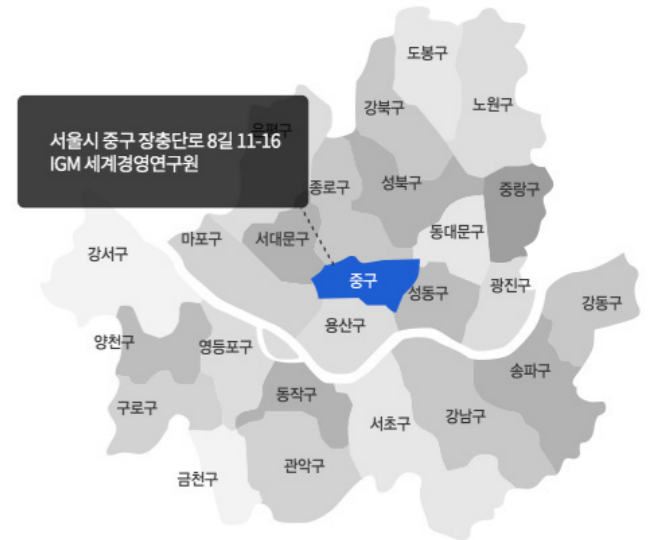 도봉구
강북구
노원구
은평구
서울시 중구 장충단로 8길 11-16
IGM 세계경영연구원
종로구
성북구
중랑구
강서구
마포구
서대문구
동대문구
중구
성동구
광진구
강동구
용산구
양천구
영등포구
송파구
동작구
구로구
서초구
강남구
관악구
금천구